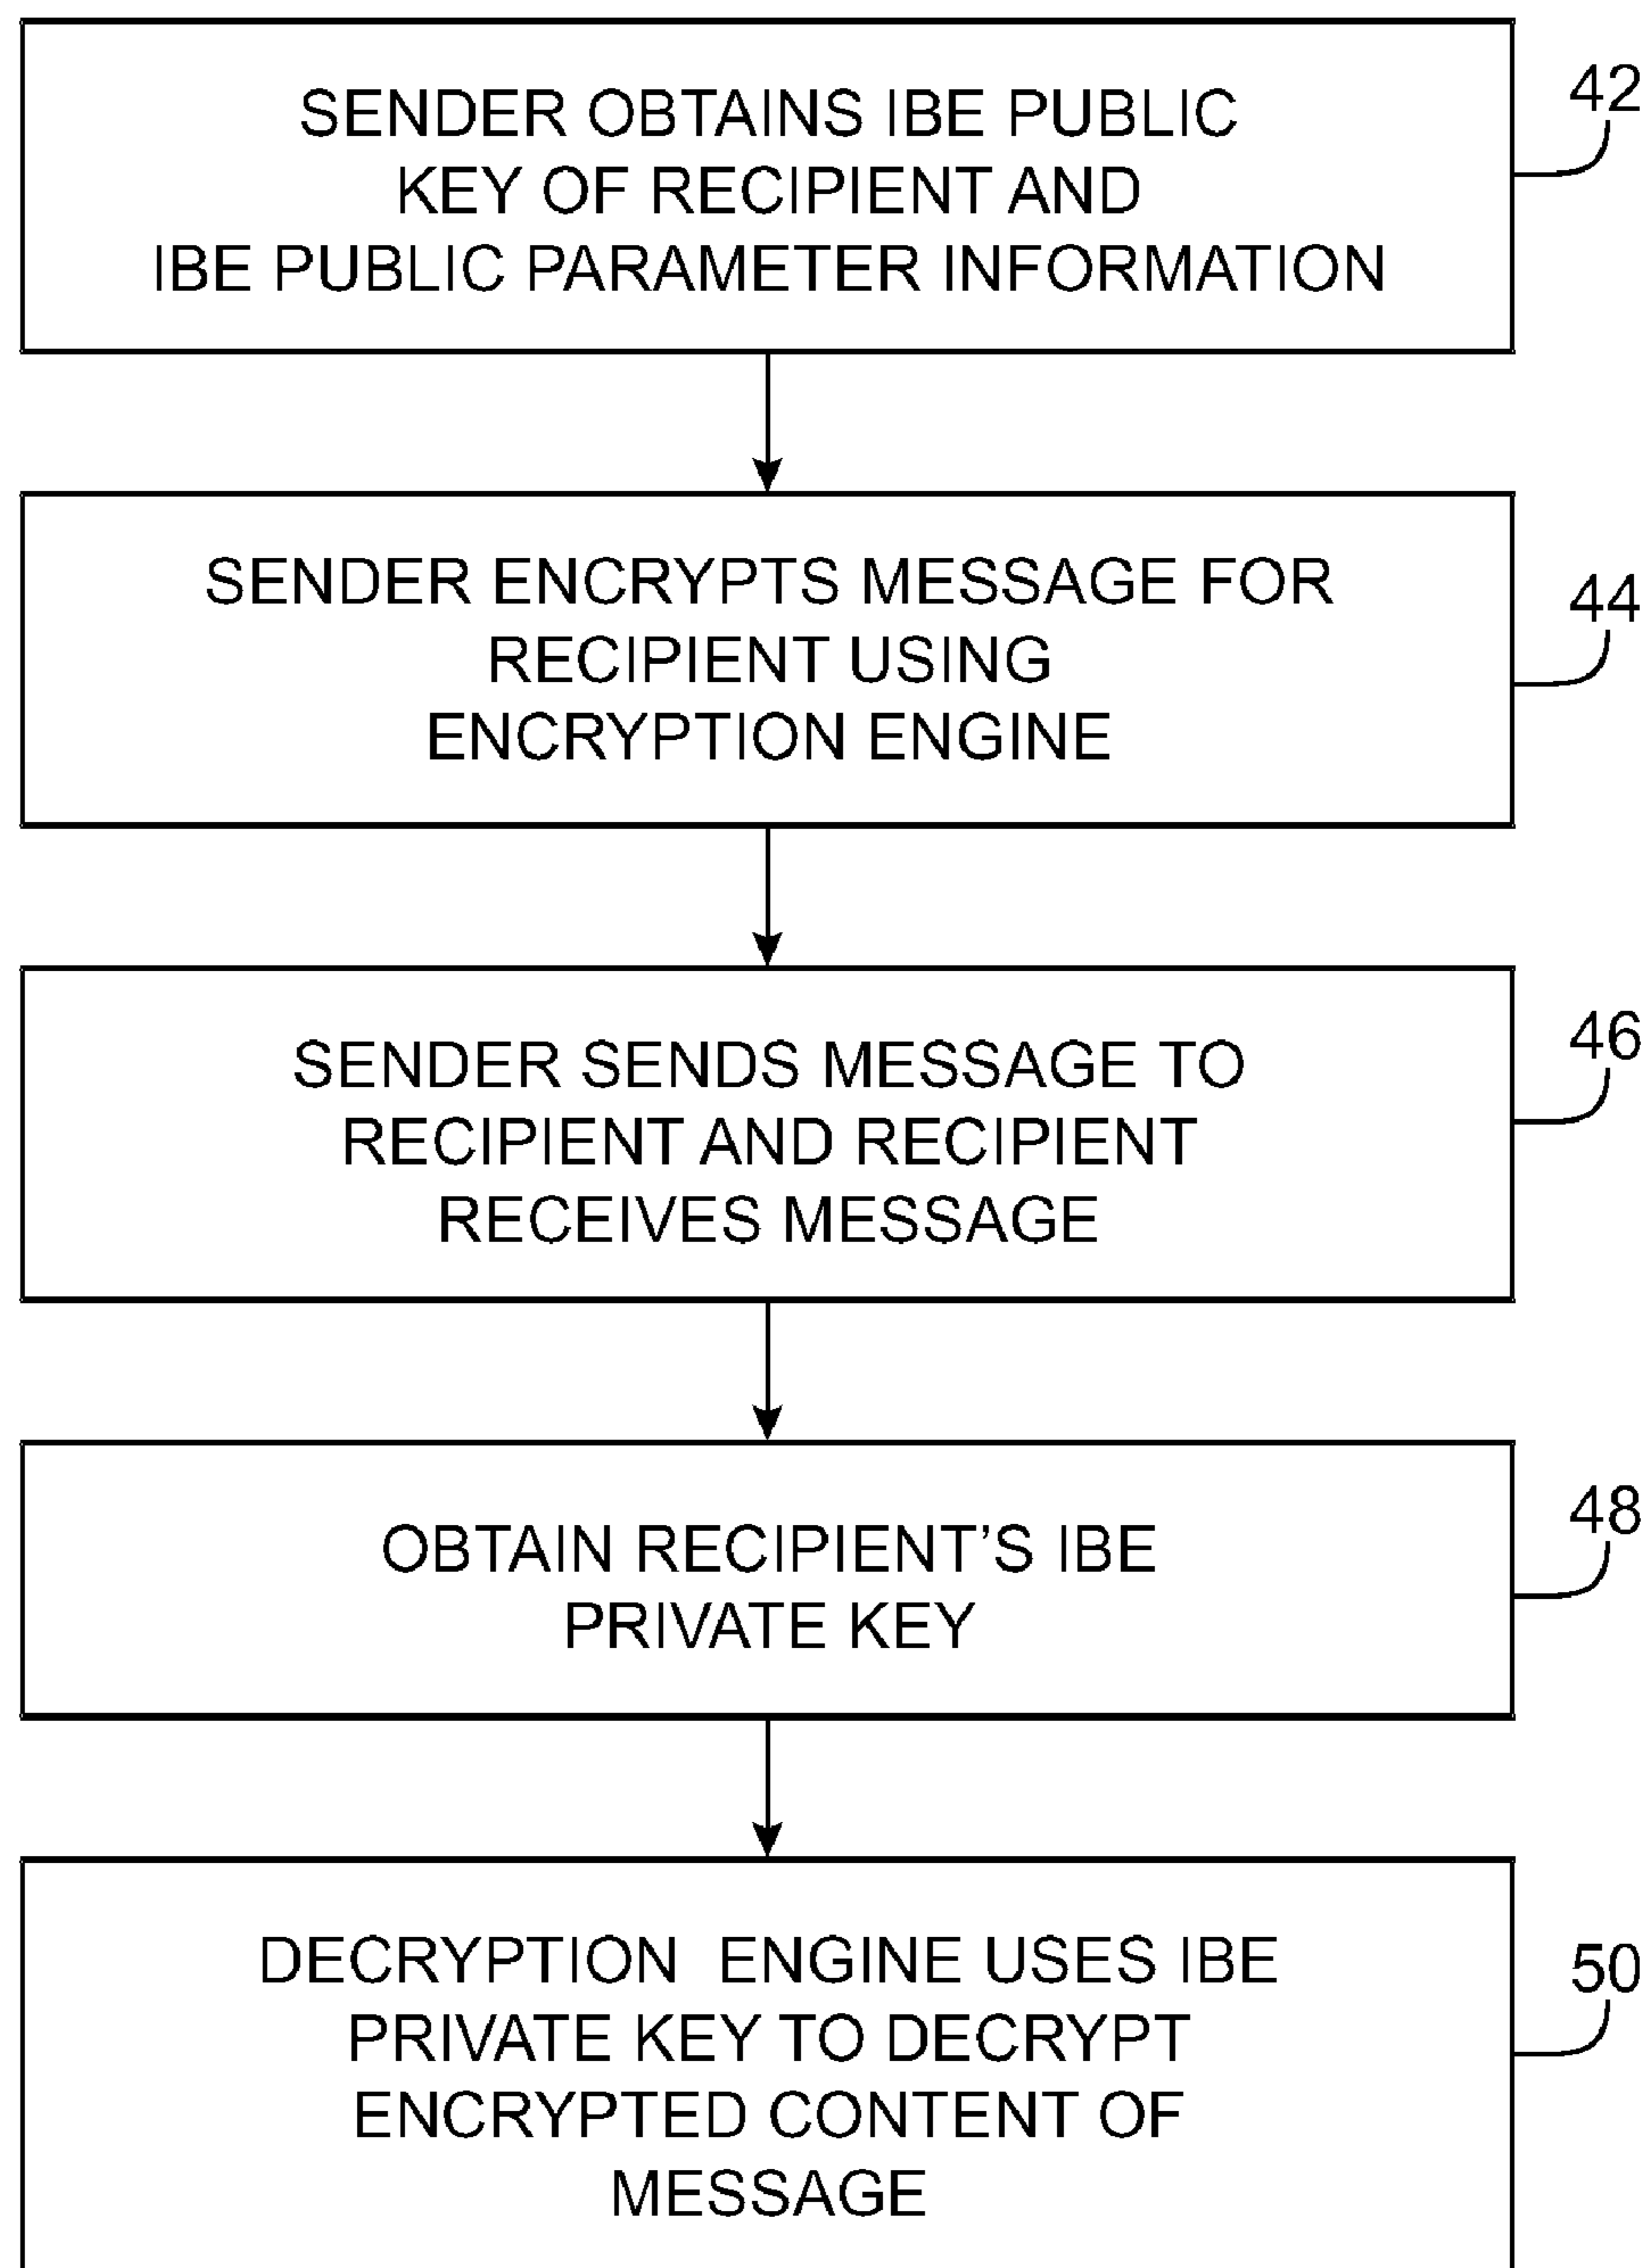 SENDER OBTAINS IBE PUBLIC
KEY OF RECIPIENT AND
IBE PUBLIC PARAMETER INFORMATION
42
SENDER ENCRYPTS MESSAGE FOR
RECIPIENT USING
ENCRYPTION ENGINE
44
SENDER SENDS MESSAGE TO
RECIPIENT AND RECIPIENT
RECEIVES MESSAGE
46
OBTAIN RECIPIENT'S IBE
PRIVATE KEY
48
DECRYPTION ENGINE USES IBE
PRIVATE KEY TO DECRYPT
ENCRYPTED CONTENT OF
MESSAGE
50